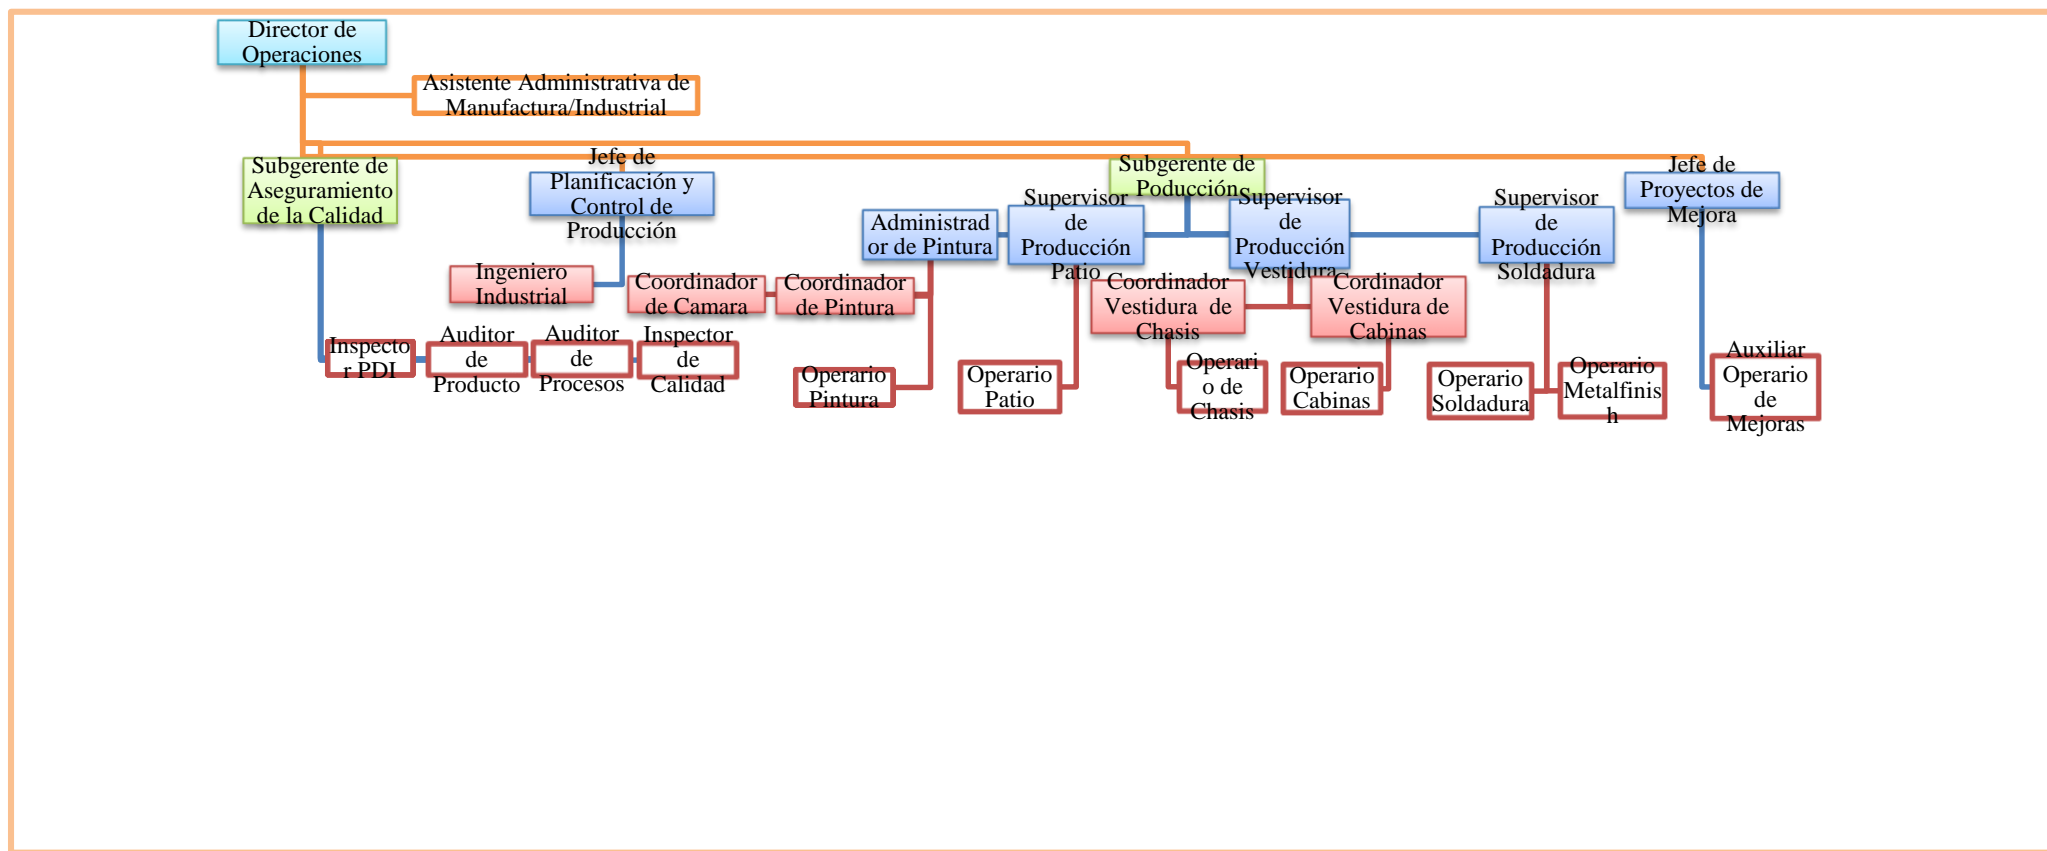 Director de
Operaciones
Asistente Administrativa de
Manufactura/Industrial
Subgerente de
Aseguramiento
de la Calidad
Jefe de
Planificación y
Control de
Producción
Subgerente de
Poducción
Jefe de
Proyectos de
Mejora
Administrad
or de Pintura
Supervisor
de
Producción
Patio
Supervisor
de
Producción
Vestidura
Supervisor
de
Producción
Soldadura
Ingeniero
Industrial
Coordinador
de Camara
Coordinador
de Pintura
Coordinador
Vestidura de
Chasis
Cordinador
Vestidura de
Cabinas
Inspecto
r PDI
Auditor
de
Producto
Auditor
de
Procesos
Inspector
de
Calidad
Operario
Pintura
Operario
Patio
Operari
o de
Chasis
Operario
Cabinas
Operario
Soldadura
Operario
Metalfinis
h
Auxiliar
Operario
de
Mejoras